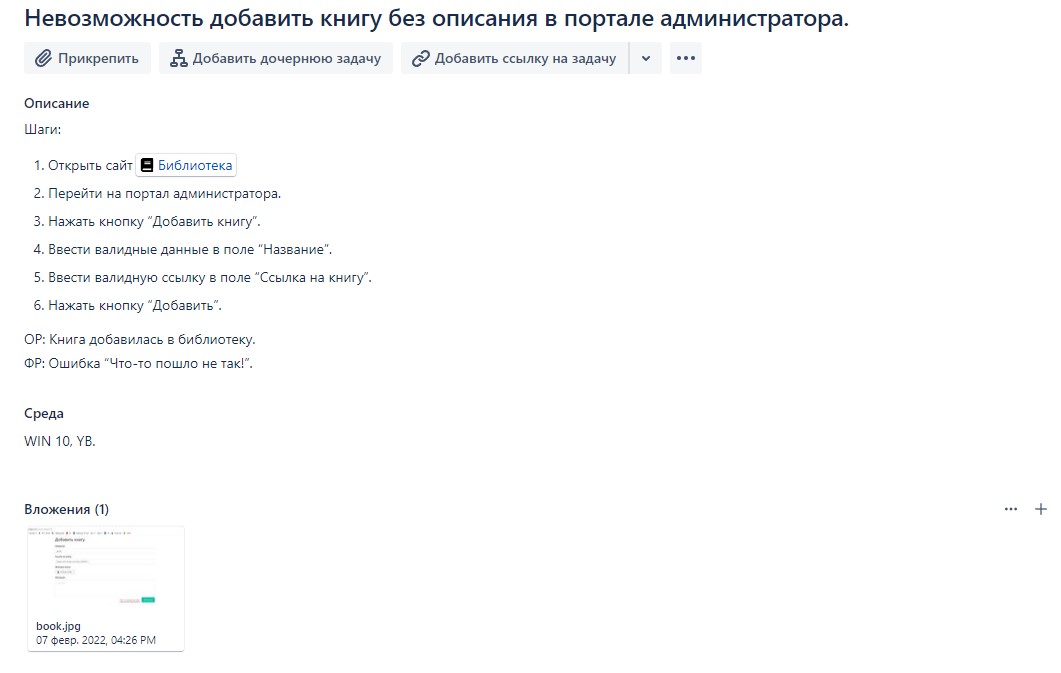 Невозможность добавить книгу без описания в портале администратора.
Прикрепить Добавить дочернюю задачу Добавить ссылку на задачу
Описание
Шаги:
1. Открыть сайт Библиотека
2. Перейти на портал администратора.
3. Нажать кнопку “Добавить книгу”.
4. Ввести валидные данные в поле “Название”.
5. Ввести валидную ссылку в поле “Ссылка на книгу”.
6. Нажать кнопку “Добавить”.
ОР: Книга добавилась в библиотеку.
ФР: Ошибка “Что-то пошло не так!”.
Среда
WIN 10, YB.
Вложения (1)
Добавить книгу
book.jpg
07 февр. 2022, 04:26 PM